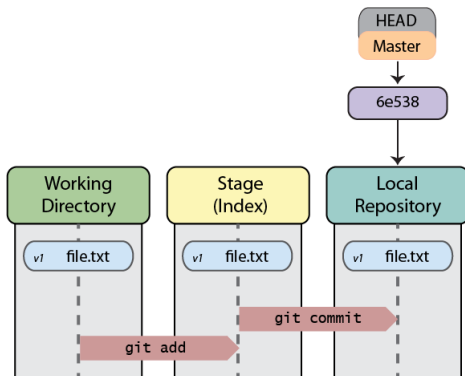 HEAD
Master
6e538
Working
Directory
Stage
(Index)
Local
Repository
v1 file.txt
v1 file.txt
v1 file.txt
git commit
git add